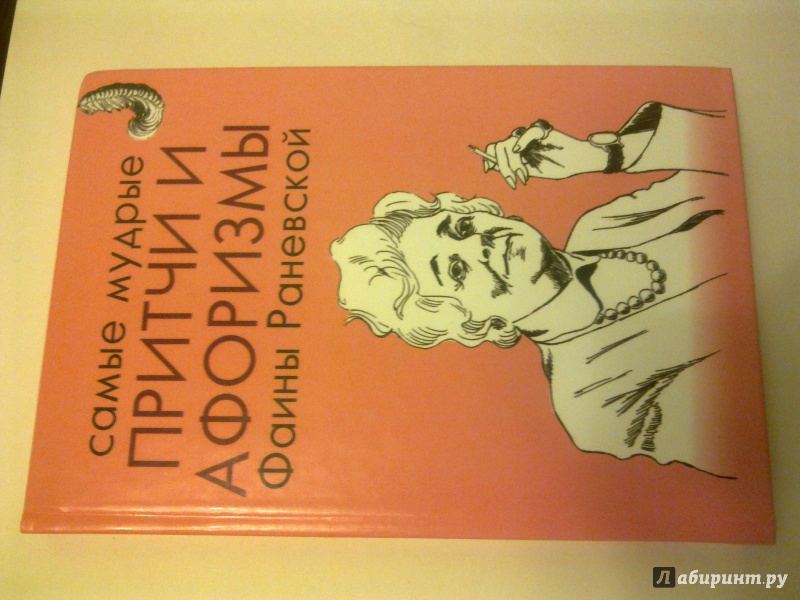 самые мудрые
ПРИТЧИ И
АФОРИЗМЫ
Фаины Раневской
Лабиринт.ру